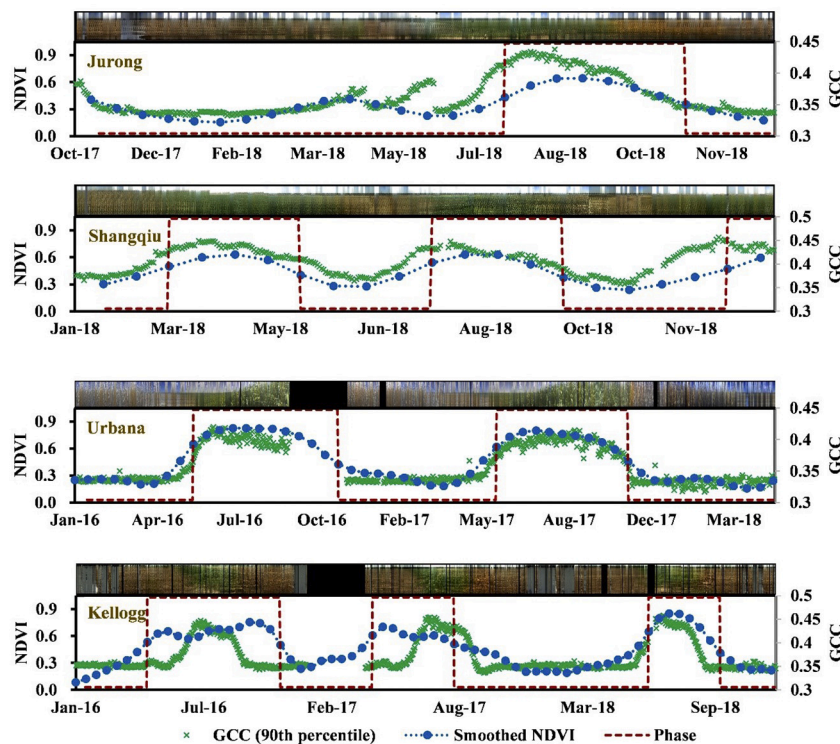 Jurong
NDVI
0.9
0.6
0.3
0.0
0.45
0.4
0.35
0.3
GCC
Oct-17 Dec-17 Feb-18 Mar-18 May-18 Jul-18 Aug-18 Oct-18 Nov-18
Shangqiu
NDVI
0.9
0.6
0.3
0.0
0.5
0.45
0.4
0.35
0.3
GCC
Jan-18 Mar-18 May-18 Jun-18 Aug-18 Oct-18 Nov-18
Urbana
NDVI
0.9
0.6
0.3
0.0
0.45
0.4
0.35
0.3
GCC
Jan-16 Apr-16 Jul-16 Oct-16 Feb-17 May-17 Aug-17 Dec-17 Mar-18
Kellogg
NDVI
0.9
0.6
0.3
0.0
0.5
0.45
0.4
0.35
0.3
GCC
Jan-16 Jul-16 Feb-17 Aug-17 Mar-18 Sep-18
GCC (90th percentile) Smoothed NDVI Phase